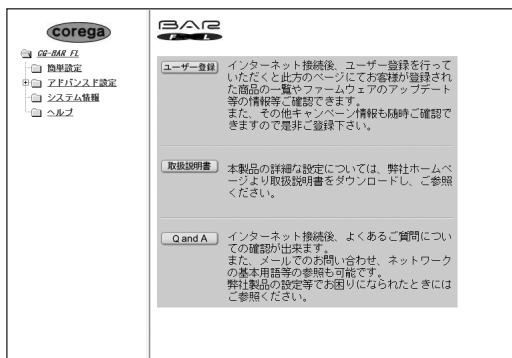 corega
CG-BAR FL
簡単設定
アドバンスド設定
システム情報
ヘルプ
BAR
FL
ユーザー登録
インターネット接続後、ユーザー登録を行って
いただくと此方のページにてお客様が登録され
た商品の一覧やファームウェアのアップデート
等の情報等ご確認できます。
また、その他キャンペーン情報も随時ご確認で
きますので是非ご登録下さい。
取扱説明書
本製品の詳細な設定については、弊社ホームペ
ージより取扱説明書をダウンロードし、ご参照
ください。
Q and A
インターネット接続後、よくあるご質問につい
ての確認が出来ます。
また、メールでのお問い合わせ、ネットワーク
の基本用語等の参照も可能です。
弊社製品の設定等でお困りになられたときには
ご参照ください。